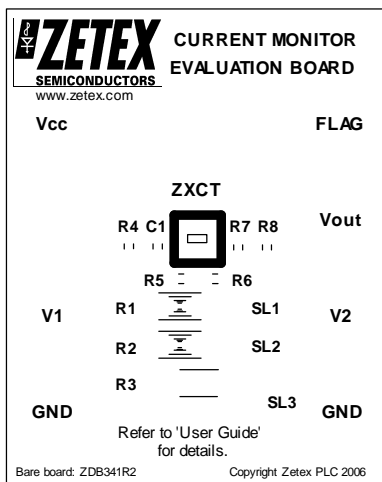 ZETEX
SEMICONDUCTORS
www.zetex.com
CURRENT MONITOR
EVALUATION BOARD
Vcc
FLAG
ZXCT
R4 C1 R7 R8
Vout
R5 R6
R1 SL1
V1 V2
R2 SL2
R3
SL3
GND GND
Refer to 'User Guide'
for details.
Bare board: ZDB341R2 Copyright Zetex PLC 2006